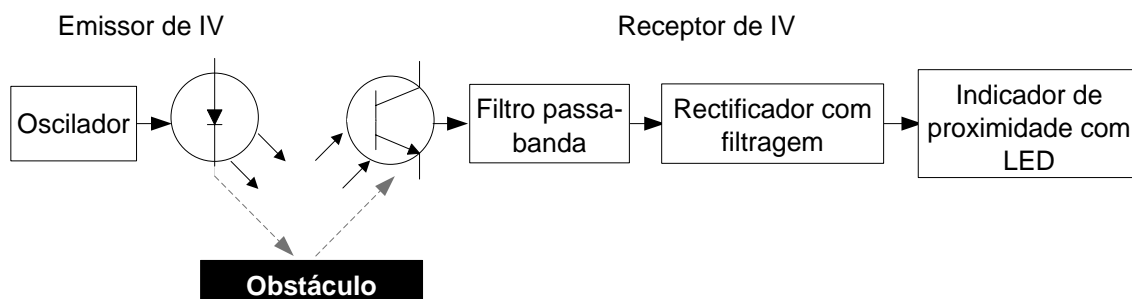 Emissor de IV
Receptor de IV
Oscilador
Filtro passa-
banda
Rectificador com
filtragem
Indicador de
proximidade com
LED
Obstáculo